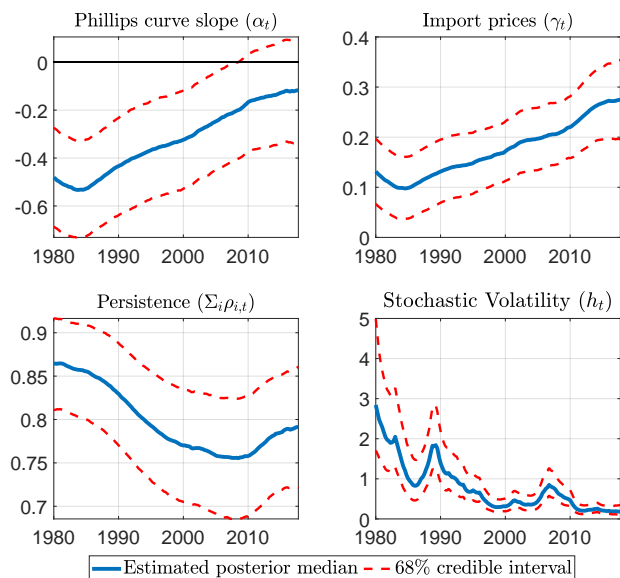 Phillips curve slope (αₜ)
0
-0.2
-0.4
-0.6
1980 1990 2000 2010
Import prices (γₜ)
0.4
0.3
0.2
0.1
0
1980 1990 2000 2010
Persistence (Σᵢρᵢ,ₜ)
0.9
0.85
0.8
0.75
0.7
1980 1990 2000 2010
Stochastic Volatility (hₜ)
5
4
3
2
1
0
1980 1990 2000 2010
Estimated posterior median 68% credible interval